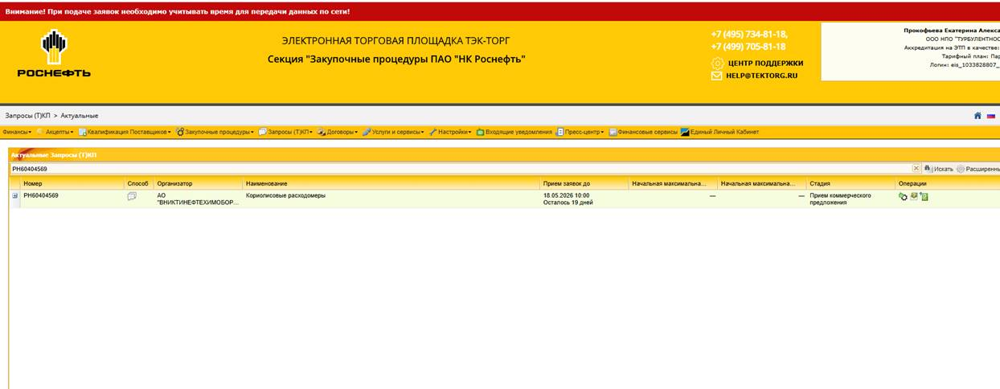 Внимание! При подаче заявок необходимо учитывать время для передачи данных по сети!
РОСНЕФТЬ
ЭЛЕКТРОННАЯ ТОРГОВАЯ ПЛОЩАДКА ТЭК-ТОРГ
Секция "Закупочные процедуры ПАО "НК Роснефть"
+7 (495) 734-81-18,
+7 (499) 705-81-18
ЦЕНТР ПОДДЕРЖКИ
HELP@TEKTORG.RU
Прокофьева Екатерина Алекса
ООО НПО "ТУРБУЛЕНТНОС
Аккредитация на ЭТП в качестве:
Тарифный план: Пар
Логин: eis_1033828807_
Запросы (Т)КП > Актуальные
Финансы Акцепты Квалификация Поставщиков Закупочные процедуры Запросы (Т)КП Договоры Услуги и сервисы Настройки Входящие уведомления Пресс-центр Финансовые сервисы Единый Личный Кабинет
Актуальные Запросы (Т)КП
РН60404569 Искать Расширенны
Номер Способ Организатор Наименование Прием заявок до Начальная максимальна... Начальная максимальна... Стадия Операции
РН60404569 АО Кориолисовые расходомеры 18.05.2026 10:00 — — Прием коммерческого
"ВНИКТИНЕФТЕХИМОБОР... Осталось 19 дней предложения